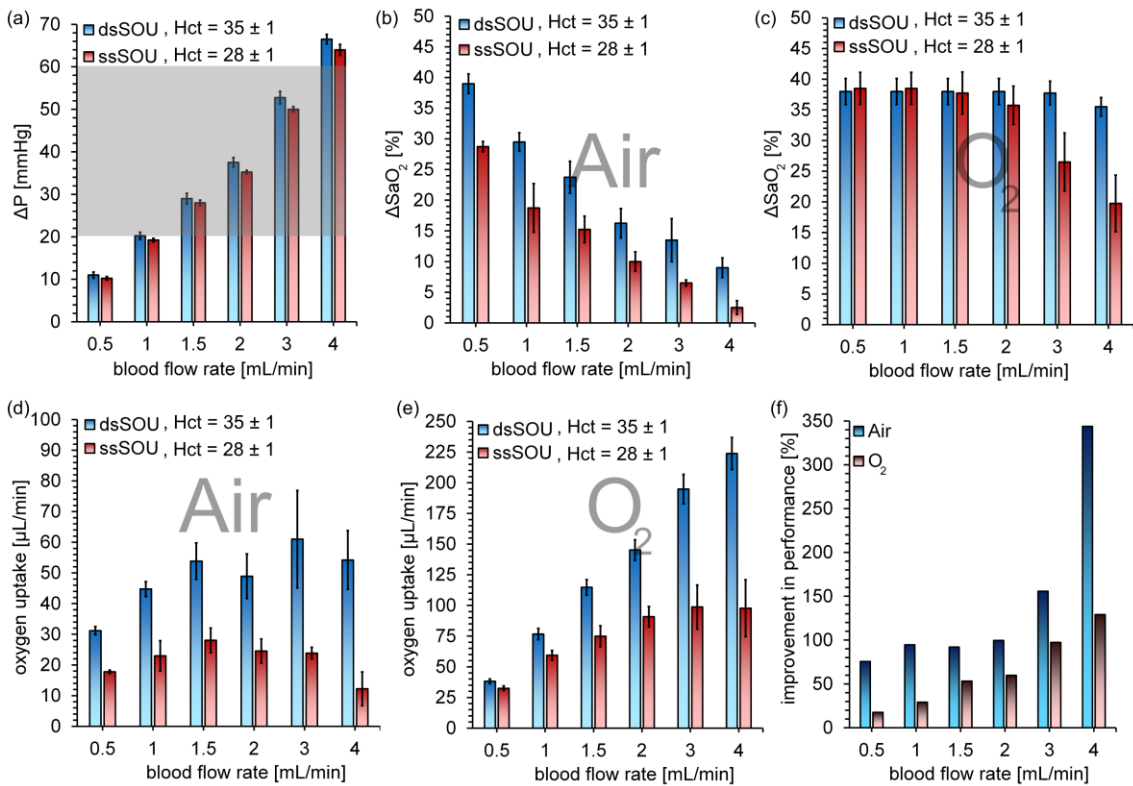 (a)
dsSOU , Hct = 35 ± 1
ssSOU , Hct = 28 ± 1
ΔP [mmHg]
70
60
50
40
30
20
10
0
0.5 1 1.5 2 3 4
blood flow rate [mL/min]
(b)
dsSOU , Hct = 35 ± 1
ssSOU , Hct = 28 ± 1
Air
ΔSaO₂ [%]
50
45
40
35
30
25
20
15
10
5
0
0.5 1 1.5 2 3 4
blood flow rate [mL/min]
(c)
dsSOU , Hct = 35 ± 1
ssSOU , Hct = 28 ± 1
O₂
ΔSaO₂ [%]
50
45
40
35
30
25
20
15
10
5
0
0.5 1 1.5 2 3 4
blood flow rate [mL/min]
(d)
dsSOU , Hct = 35 ± 1
ssSOU , Hct = 28 ± 1
Air
oxygen uptake [µL/min]
100
90
80
70
60
50
40
30
20
10
0
0.5 1 1.5 2 3 4
blood flow rate [mL/min]
(e)
dsSOU , Hct = 35 ± 1
ssSOU , Hct = 28 ± 1
O₂
oxygen uptake [µL/min]
250
225
200
175
150
125
100
75
50
25
0
0.5 1 1.5 2 3 4
blood flow rate [mL/min]
(f)
Air
O₂
improvement in performance [%]
350
300
250
200
150
100
50
0
0.5 1 1.5 2 3 4
blood flow rate [mL/min]